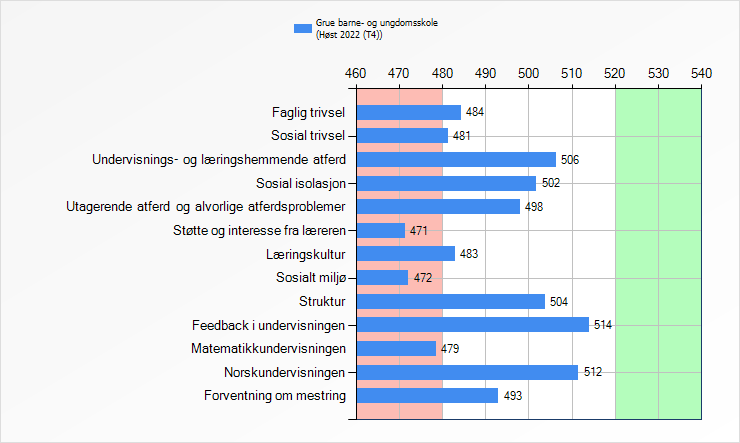 Grue barne- og ungdomsskole
(Høst 2022 (T4))
460 470 480 490 500 510 520 530 540
Faglig trivsel 484
Sosial trivsel 481
Undervisnings- og læringshemmende atferd 506
Sosial isolasjon 502
Utagerende atferd og alvorlige atferdsproblemer 498
Støtte og interesse fra læreren 471
Læringskultur 483
Sosialt miljø 472
Struktur 504
Feedback i undervisningen 514
Matematikkundervisningen 479
Norskundervisningen 512
Forventning om mestring 493